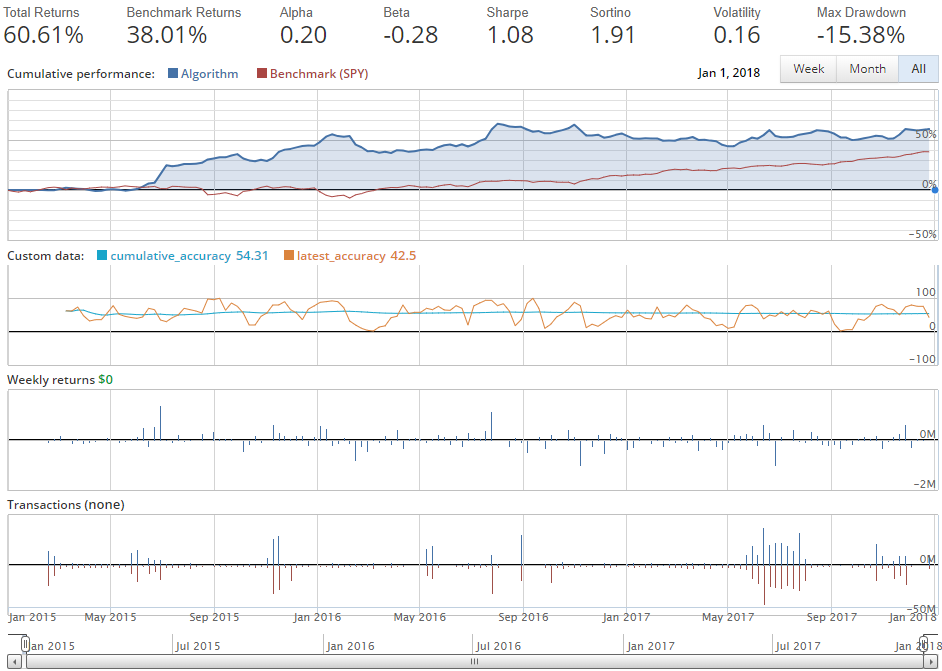 Total Returns Benchmark Returns Alpha Beta Sharpe Sortino Volatility Max Drawdown
60.61% 38.01% 0.20 -0.28 1.08 1.91 0.16 -15.38%
Cumulative performance: Algorithm Benchmark (SPY) Jan 1, 2018 Week Month All
50%
0%
-50%
Custom data: cumulative_accuracy 54.31 latest_accuracy 42.5
100
0
-100
Weekly returns $0
0M
-2M
Transactions (none)
0M
-50M
Jan 2015 May 2015 Sep 2015 Jan 2016 May 2016 Sep 2016 Jan 2017 May 2017 Sep 2017 Jan 2018
Jan 2015 Jul 2015 Jan 2016 Jul 2016 Jan 2017 Jul 2017 Jan 2018